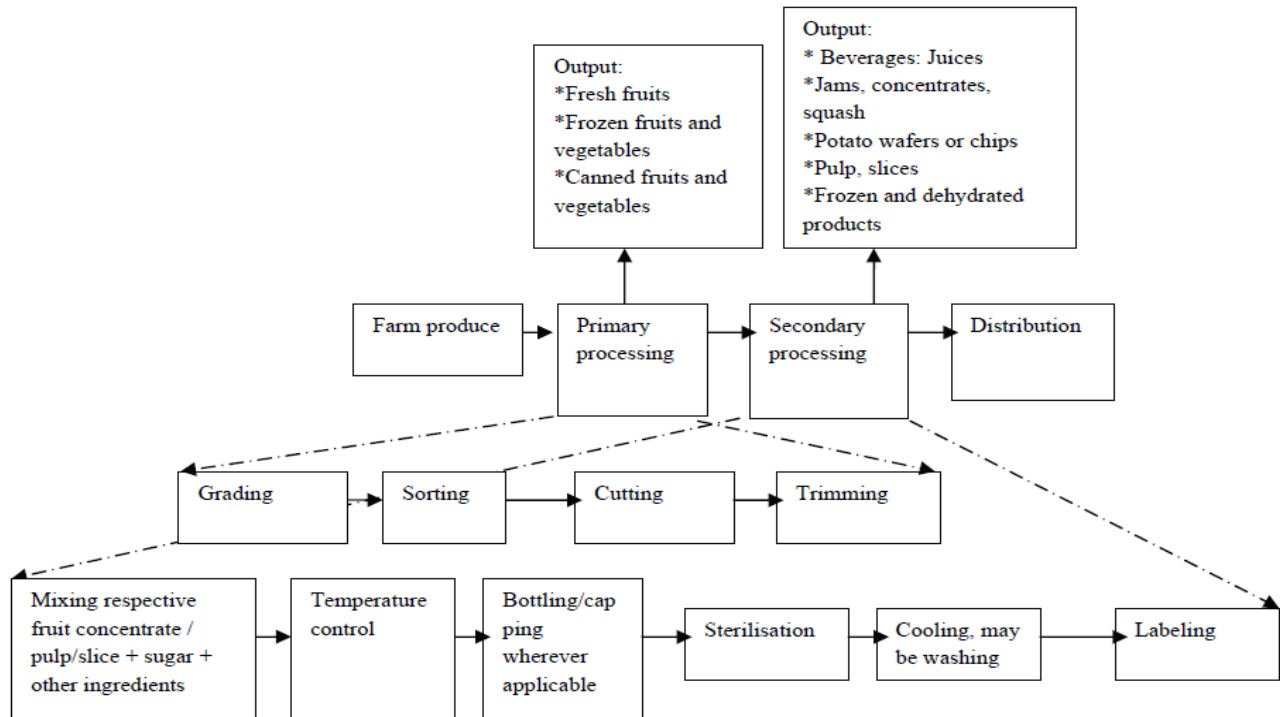 Output:
*Fresh fruits
*Frozen fruits and
vegetables
*Canned fruits and
vegetables
Output:
* Beverages: Juices
*Jams, concentrates,
squash
*Potato wafers or chips
*Pulp, slices
*Frozen and dehydrated
products
Farm produce
Primary
processing
Secondary
processing
Distribution
Grading
Sorting
Cutting
Trimming
Mixing respective
fruit concentrate /
pulp/slice + sugar +
other ingredients
Temperature
control
Bottling/cap
ping
wherever
applicable
Sterilisation
Cooling, may
be washing
Labeling